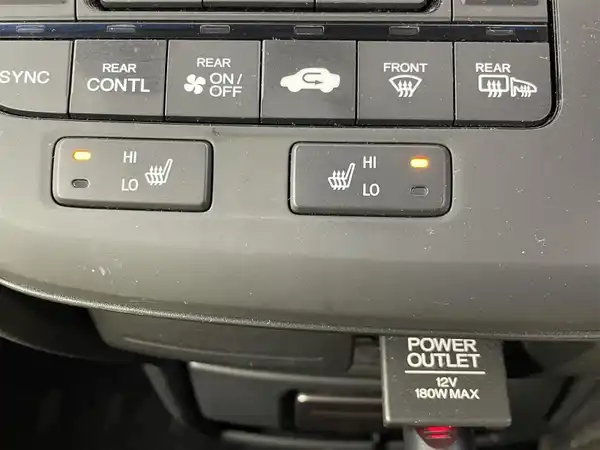 SYNC
REAR
CONTL
REAR
ON/
OFF
FRONT
REAR
HI
LO
HI
LO
POWER
OUTLET
12V
180W MAX